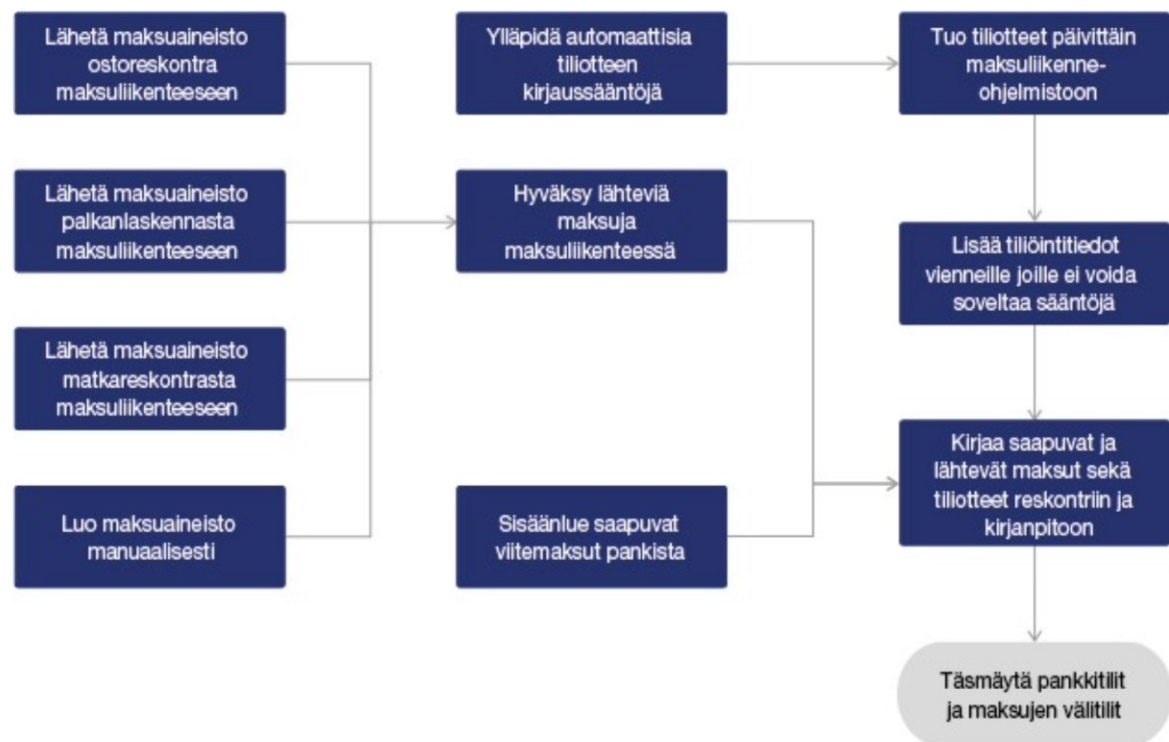 Lähetä maksuaineisto
ostoreskontra
maksuliikenteeseen
Ylläpidä automaattisia
tiliotteen
kirjaussääntöjä
Tuo tiliotteet päivittäin
maksuliikenne-
ohjelmistoon
Lähetä maksuaineisto
palkanlaskennasta
maksuliikenteeseen
Hyväksy lähteviä
maksuja
maksuliikenteessä
Lisää tiliöintitiedot
vienneille joille ei voida
soveltaa sääntöjä
Lähetä maksuaineisto
matkareskontrasta
maksuliikenteeseen
Kirjaa saapuvat ja
lähtevät maksut sekä
tiliotteet reskontriin ja
kirjanpitoon
Luo maksuaineisto
manuaalisesti
Sisäänlue saapuvat
viitemaksut pankista
Täsmäytä pankkitilit
ja maksujen välitilit